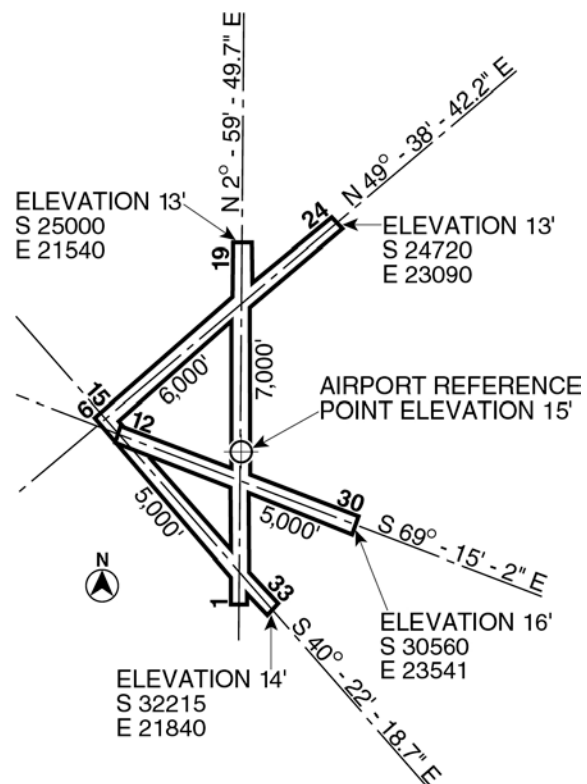 N 2° - 59' - 49.7" E
N 49° - 38' - 42.2" E
ELEVATION 13'
S 25000
E 21540
19
24
ELEVATION 13'
S 24720
E 23090
6,000'
7,000'
AIRPORT REFERENCE
POINT ELEVATION 15'
15
6
12
30
5,000'
5,000'
S 69° - 15' - 2" E
N
1
33
ELEVATION 16'
S 30560
E 23541
ELEVATION 14'
S 32215
E 21840
S 40° - 22' - 18.7" E